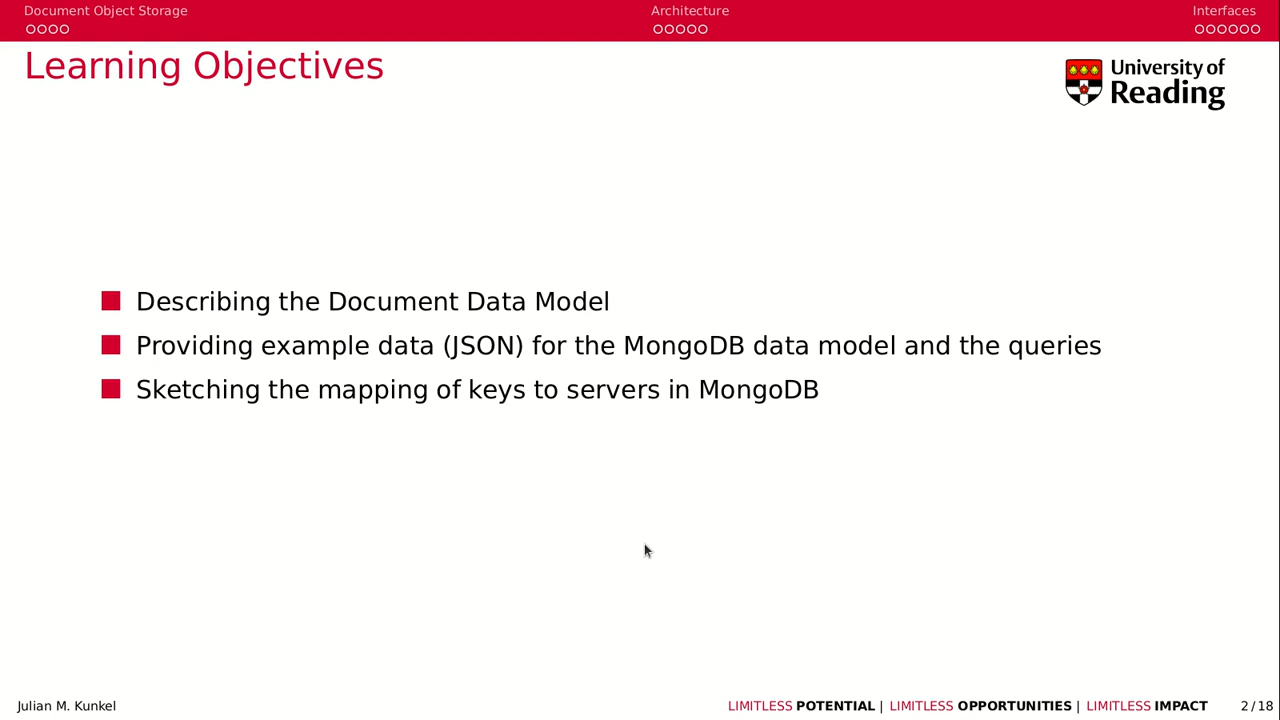 Document Object Storage
Architecture
Interfaces
Learning Objectives
University of
Reading
Describing the Document Data Model
Providing example data (JSON) for the MongoDB data model and the queries
Sketching the mapping of keys to servers in MongoDB
Julian M. Kunkel
LIMITLESS POTENTIAL | LIMITLESS OPPORTUNITIES | LIMITLESS IMPACT
2/18